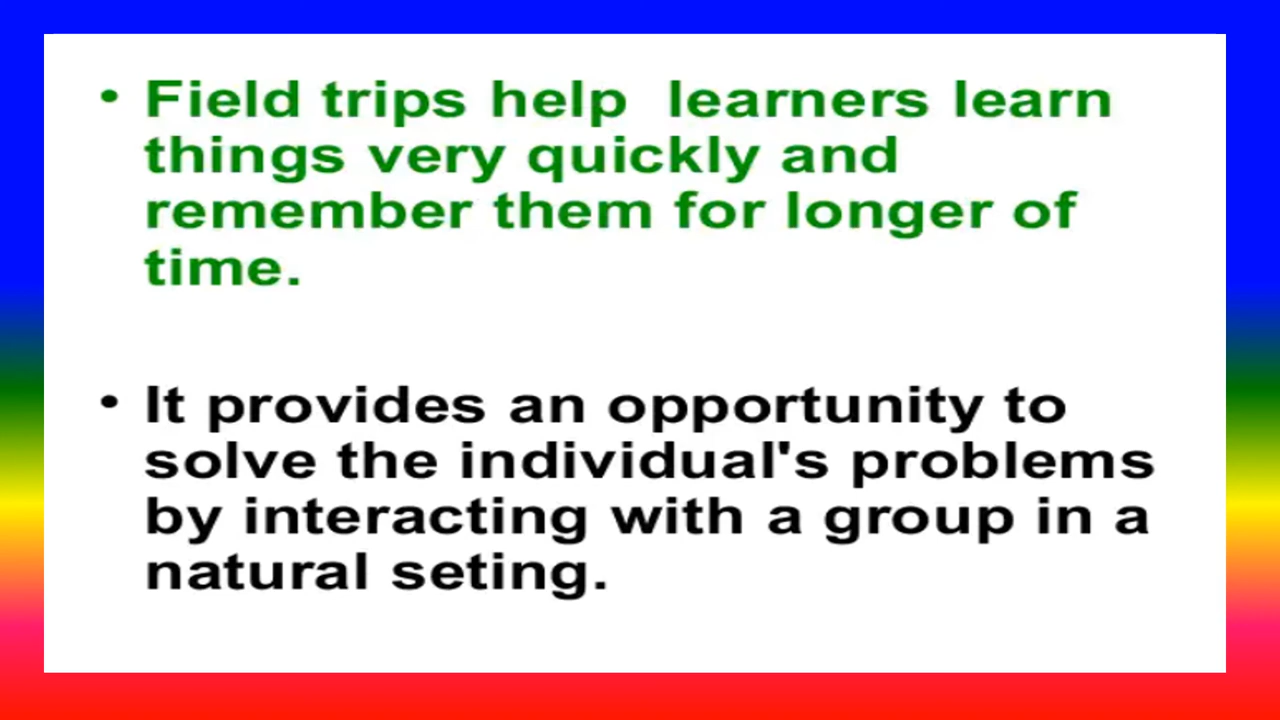 • Field trips help  learners learn
things very quickly and
remember them for longer of
time.
• It provides an opportunity to
solve the individual's problems
by interacting with a group in a
natural seting.